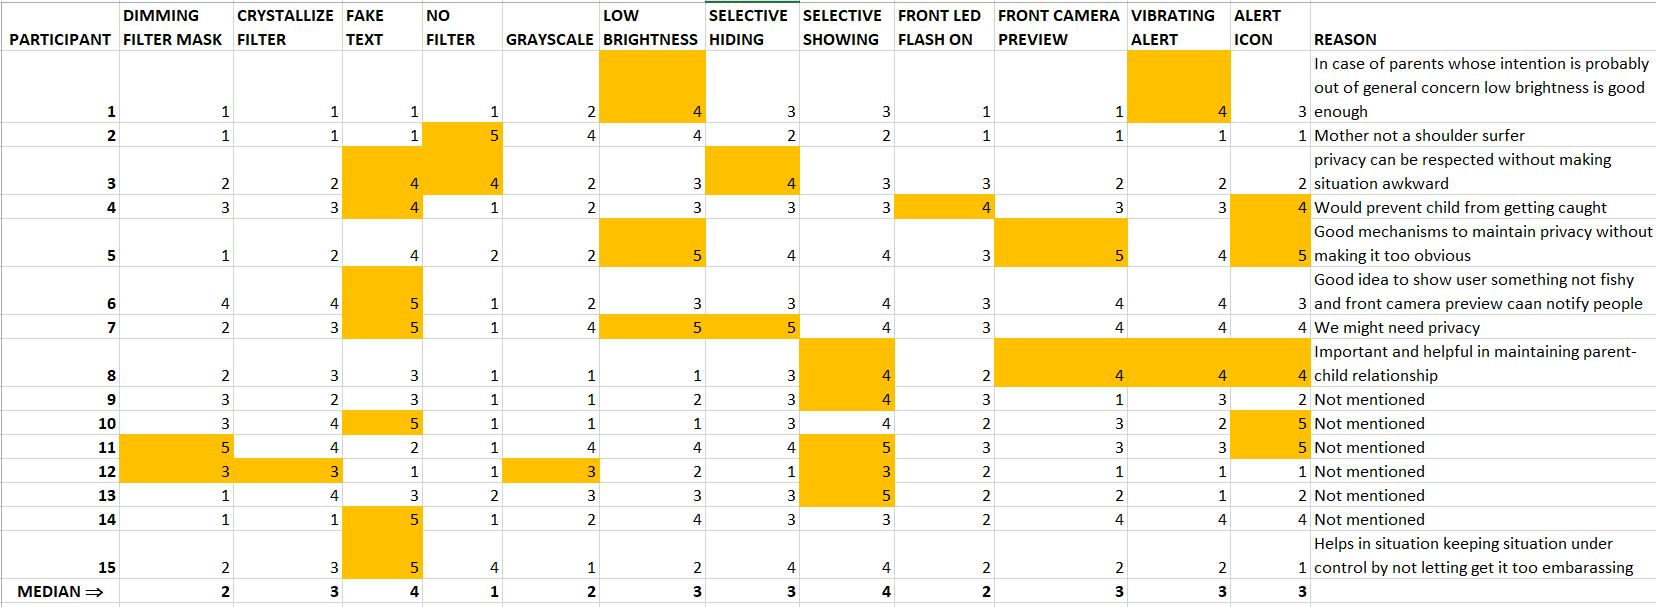 PARTICIPANT DIMMING FILTER MASK CRYSTALLIZE FILTER FAKE TEXT NO FILTER GRAYSCALE LOW BRIGHTNESS SELECTIVE HIDING SELECTIVE SHOWING FRONT LED FLASH ON FRONT CAMERA PREVIEW VIBRATING ALERT ALERT ICON REASON
1 1 1 1 1 2 4 3 3 1 1 4 3 In case of parents whose intention is probably
out of general concern low brightness is good
enough
2 1 1 1 5 4 4 2 2 1 1 1 1 Mother not a shoulder surfer
3 2 2 4 4 2 3 4 3 3 2 2 2 privacy can be respected without making
situation awkward
4 3 3 4 1 2 3 3 3 4 3 3 4 Would prevent child from getting caught
5 1 2 4 2 2 5 4 4 3 5 4 5 Good mechanisms to maintain privacy without
making it too obvious
6 4 4 5 1 2 3 3 4 3 4 4 3 Good idea to show user something not fishy
and front camera preview caan notify people
7 2 3 5 1 4 5 5 4 3 4 4 4 We might need privacy
8 2 3 3 1 1 1 3 4 2 4 4 4 Important and helpful in maintaining parent-
child relationship
9 3 2 3 1 1 2 3 4 3 1 3 2 Not mentioned
10 3 4 5 1 1 1 3 4 2 3 2 5 Not mentioned
11 5 4 2 1 4 4 4 5 3 3 3 5 Not mentioned
12 3 3 1 1 3 2 1 3 2 1 1 1 Not mentioned
13 1 4 3 2 3 3 3 5 2 2 1 2 Not mentioned
14 1 1 5 1 2 4 3 3 2 4 4 4 Not mentioned
15 2 3 5 4 1 2 4 4 2 2 2 1 Helps in situation keeping situation under
control by not letting get it too embarassing
MEDIAN ⇒ 2 3 4 1 2 3 3 4 2 3 3 3